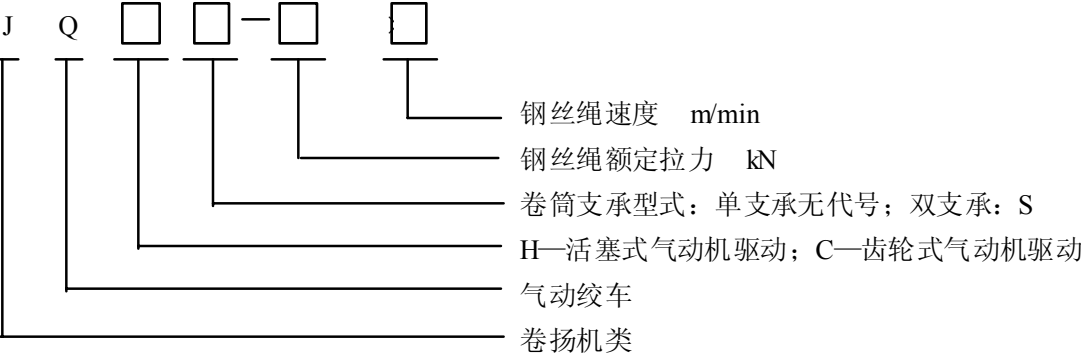 J Q □ □ — □ □
钢丝绳速度 m/min
钢丝绳额定拉力 kN
卷筒支承型式：单支承无代号；双支承：S
H—活塞式气动机驱动；C—齿轮式气动机驱动
气动绞车
卷扬机类